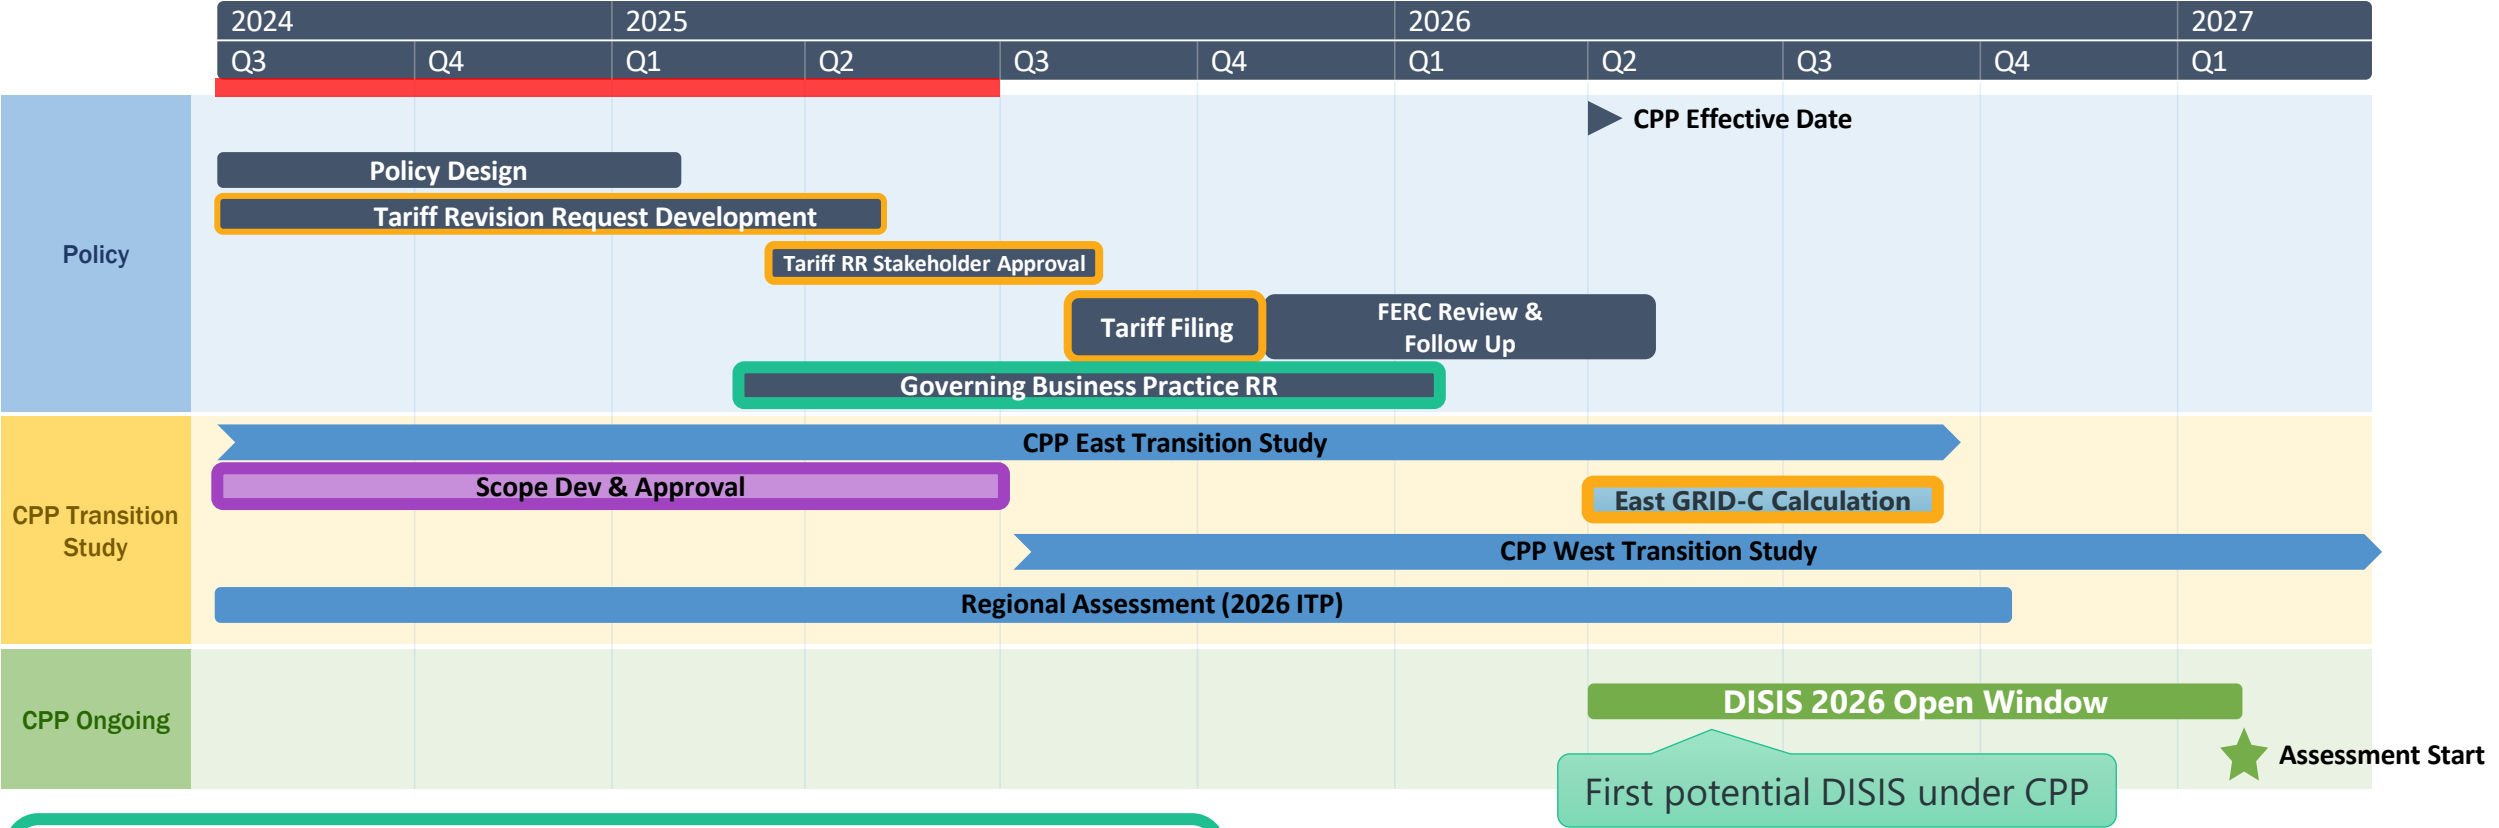 2024 2025 2026 2027
Q3 Q4 Q1 Q2 Q3 Q4 Q1 Q2 Q3 Q4 Q1
CPP Effective Date
Policy Design
Tariff Revision Request Development
Policy
Tariff RR Stakeholder Approval
Tariff Filing
FERC Review &
Follow Up
Governing Business Practice RR
CPP East Transition Study
Scope Dev & Approval
East GRID-C Calculation
CPP Transition
Study
CPP West Transition Study
Regional Assessment (2026 ITP)
CPP Ongoing
DISIS 2026 Open Window
Assessment Start
First potential DISIS under CPP